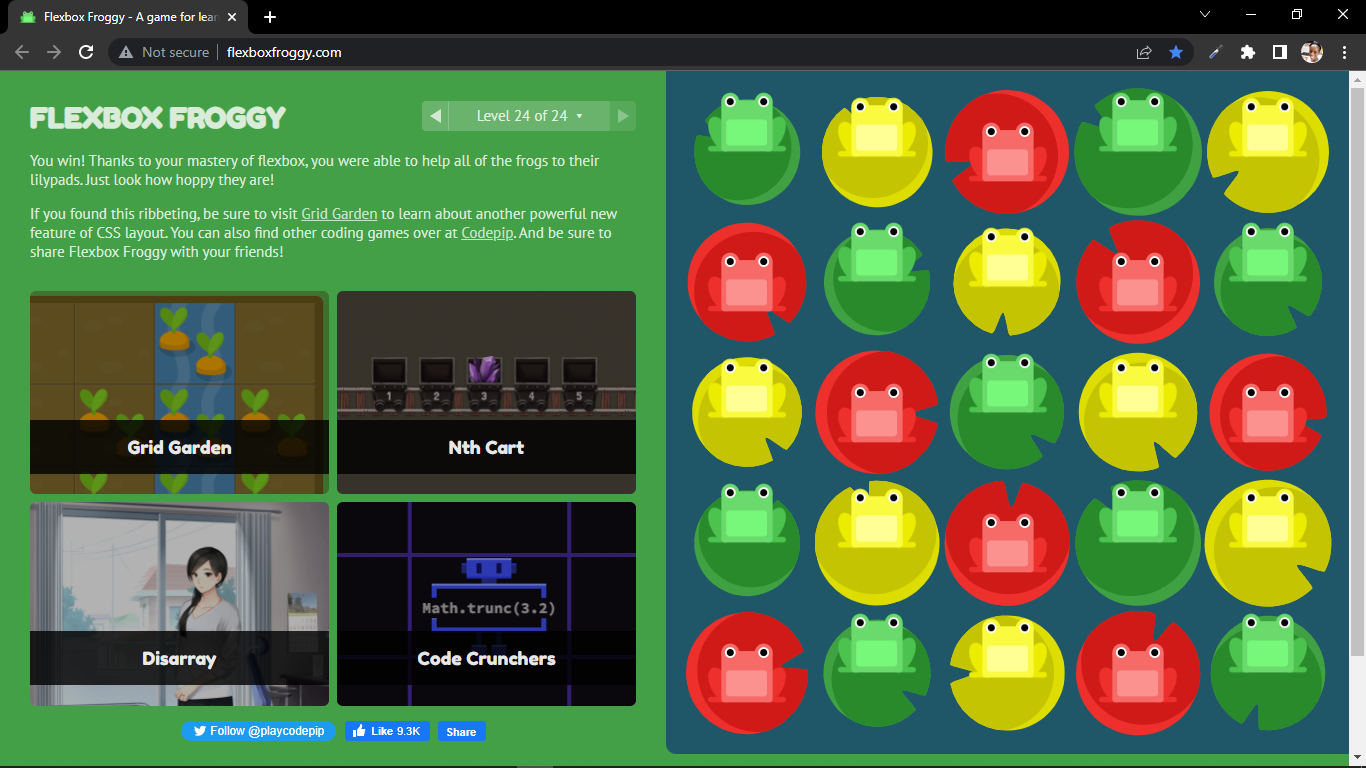 Flexbox Froggy - A game for lear
Not secure
flexboxfroggy.com
FLEXBOX FROGGY
Level 24 of 24
You win! Thanks to your mastery of flexbox, you were able to help all of the frogs to their
lilypads. Just look how hoppy they are!
If you found this ribbeting, be sure to visit Grid Garden to learn about another powerful new
feature of CSS layout. You can also find other coding games over at Codepip. And be sure to
share Flexbox Froggy with your friends!
1 2 3 4 5
Grid Garden
Nth Cart
Math.trunc(3.2)
Disarray
Code Crunchers
Follow @playcodepip
Like 9.3K
Share